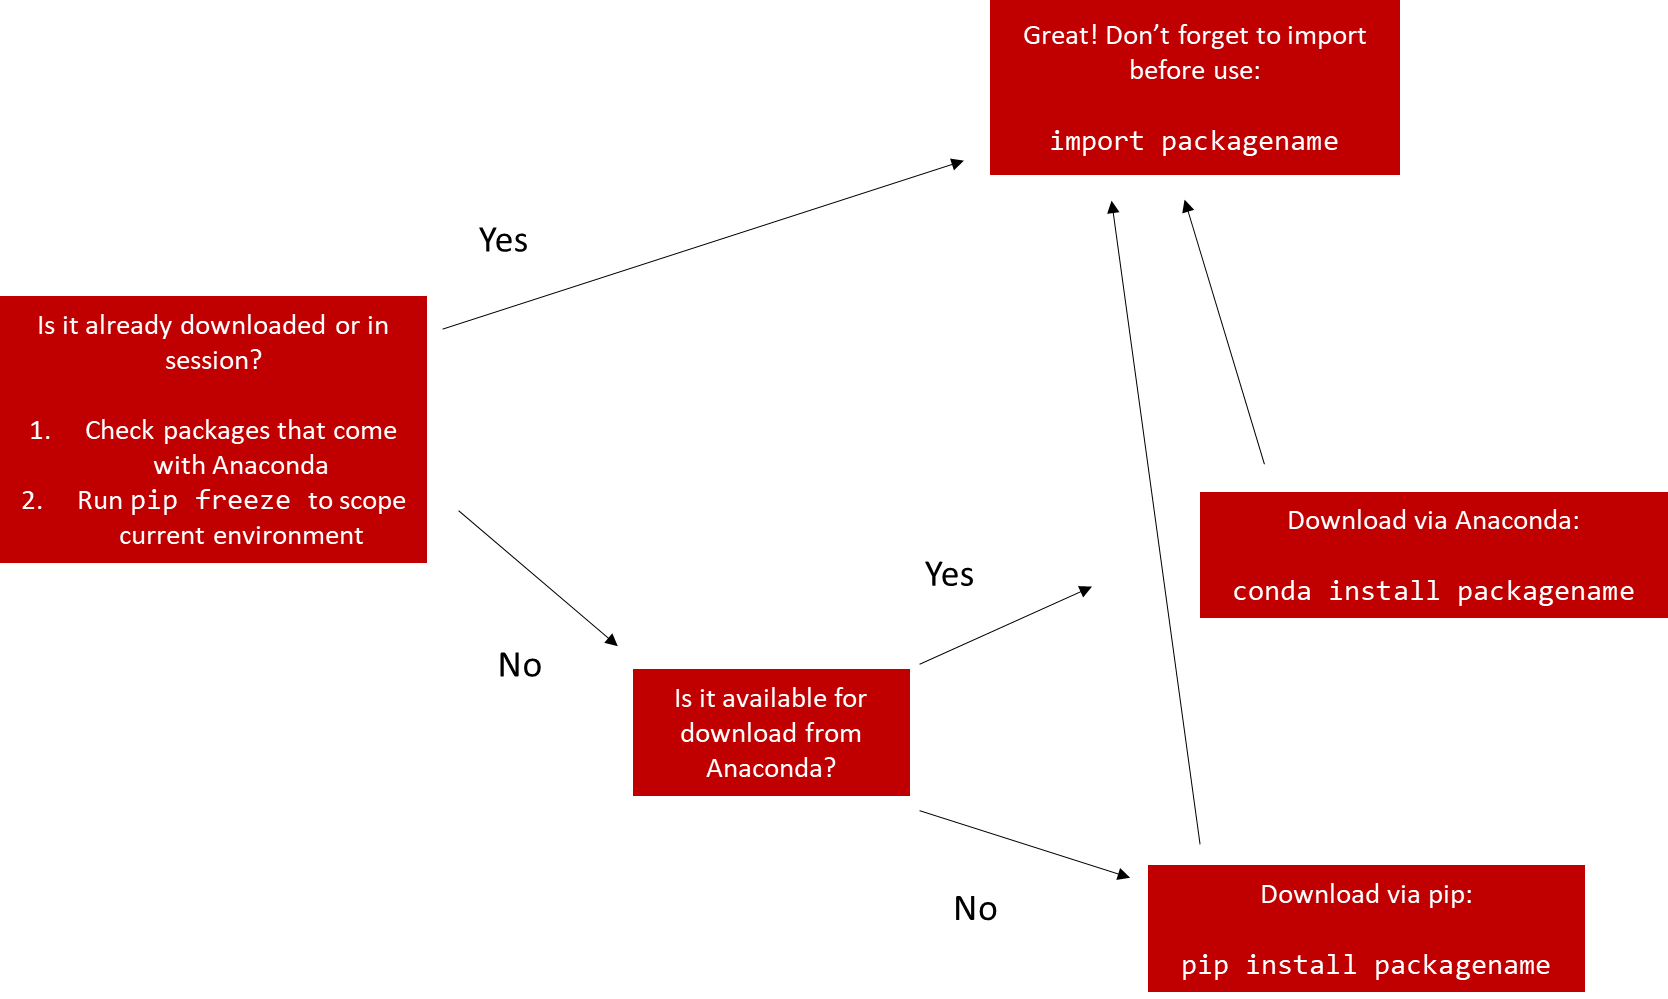 Great! Don’t forget to import
before use:
import packagename
Yes
Is it already downloaded or in
session?
1. Check packages that come
with Anaconda
2. Run pip freeze to scope
current environment
Download via Anaconda:
conda install packagename
Yes
No
Is it available for
download from
Anaconda?
No
Download via pip:
pip install packagename